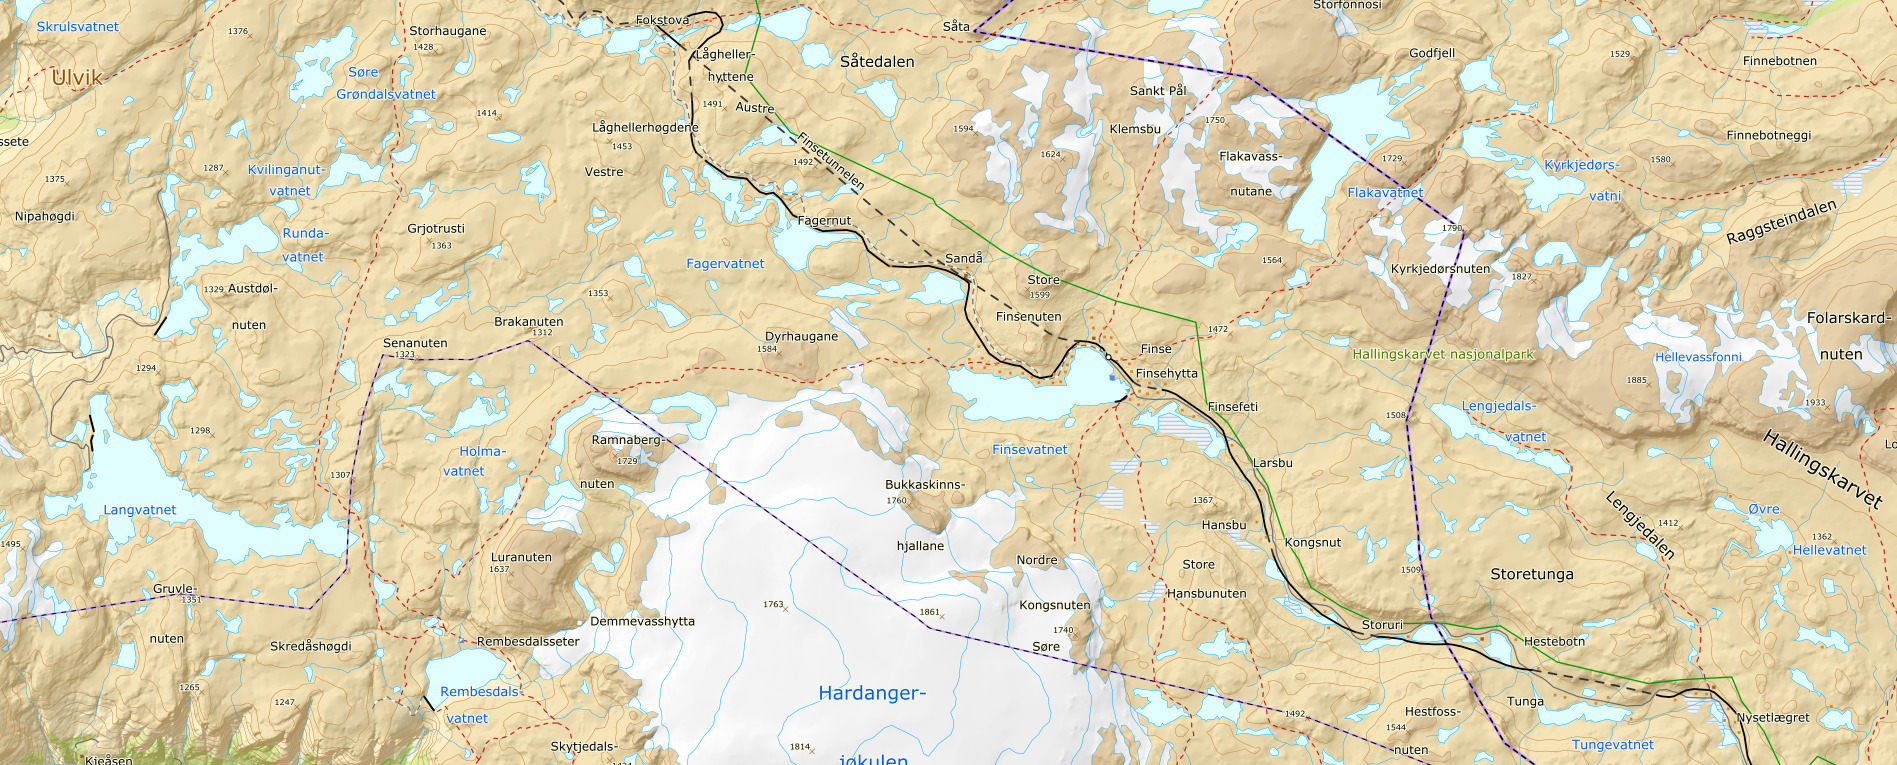 Skrulsvatnet
1376
Storhaugane
1428
Fokstova
Såta
Storfonnosi
Ulvik
Søre
Grøndalsvatnet
Lågheller-
hyttene
Såtedalen
Godfjell
1529
Finnebotnen
1491
Austre
Sankt Pål
1414
Låghellerhøgdene
1453
Finsetunnelen
1594
Klemsbu
1750
Finnebotneggi
ssete
1287
Kvilinganut-
vatnet
1375
Vestre
1492
1624
Flakavass-
nutane
1729
Flakavatnet
Kyrkjedørs-
vatni
1580
Nipahøgdi
Runda-
vatnet
Grjotrusti
1363
Fagernut
1790
Raggsteindalen
Fagervatnet
Sandå
1564
Kyrkjedørsnuten
1827
1329
Austdøl-
nuten
1353
Store
1599
Finsenuten
Brakanuten
1312
Senanuten
1323
1294
Dyrhaugane
1584
1472
Finse
Finsehytta
Hallingskarvet nasjonalpark
Folarskard-
nuten
Hellevassfonni
1885
1933
1298
Finsefeti
1508
Lengjedals-
vatnet
Holma-
vatnet
Ramnaberg-
1729
nuten
Finsevatnet
Larsbu
Hallingskarvet
Lo
1307
Bukkaskinns-
1760
hjallane
1367
Hansbu
Langvatnet
Lengjedalen
1412
Øvre
Hellevatnet
1362
1495
Luranuten
1637
Nordre
Kongsnuten
1740
Søre
Kongsnut
Store
Hansbunuten
1509
Storetunga
Gruvle-
1351
nuten
1763
1861
Demmevasshytta
Rembesdalsseter
Skredåshøgdi
Storuri
Hestebotn
1265
1247
Rembesdals-
vatnet
Hardanger-
jøkulen
1814
1492
Hestfoss-
nuten
1544
Tunga
Nysetlægret
Tungevatnet
Skytjedals-
Kjeåsen